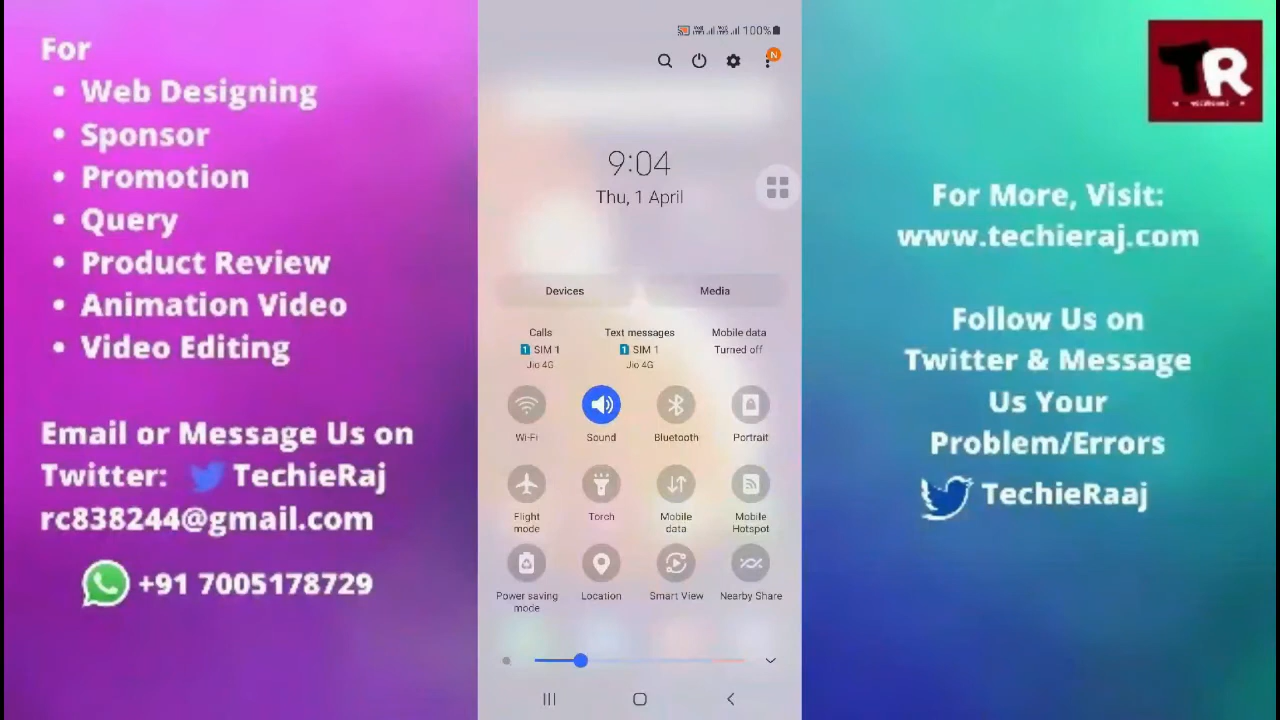 For
• Web Designing
• Sponsor
• Promotion
• Query
• Product Review
• Animation Video
• Video Editing
Email or Message Us on
Twitter: TechieRaj
rc838244@gmail.com
+91 7005178729
100%
N
9:04
Thu, 1 April
Devices Media
Calls Text messages Mobile data
1 SIM 1 1 SIM 1 Turned off
Jio 4G Jio 4G
Wi-Fi Sound Bluetooth Portrait
Flight mode Torch Mobile data Mobile Hotspot
Power saving mode Location Smart View Nearby Share
TR
For More, Visit:
www.techieraj.com
Follow Us on
Twitter & Message
Us Your
Problem/Errors
TechieRaaj